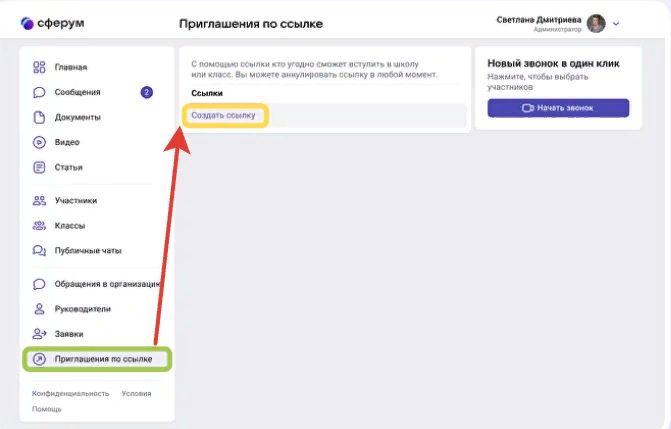 сферум
Приглашения по ссылке
Светлана Дмитриева
Администратор
Главная
Сообщения
2
Документы
Видео
Статьи
Участники
Классы
Публичные чаты
Обращения в организацию
Руководители
Заявки
Приглашения по ссылке
Конфиденциальность Условия
Помощь
С помощью ссылки кто угодно сможет вступить в школу
или класс. Вы можете аннулировать ссылку в любой момент.
Ссылки
Создать ссылку
Новый звонок в один клик
Нажмите, чтобы выбрать
участников
Начать звонок